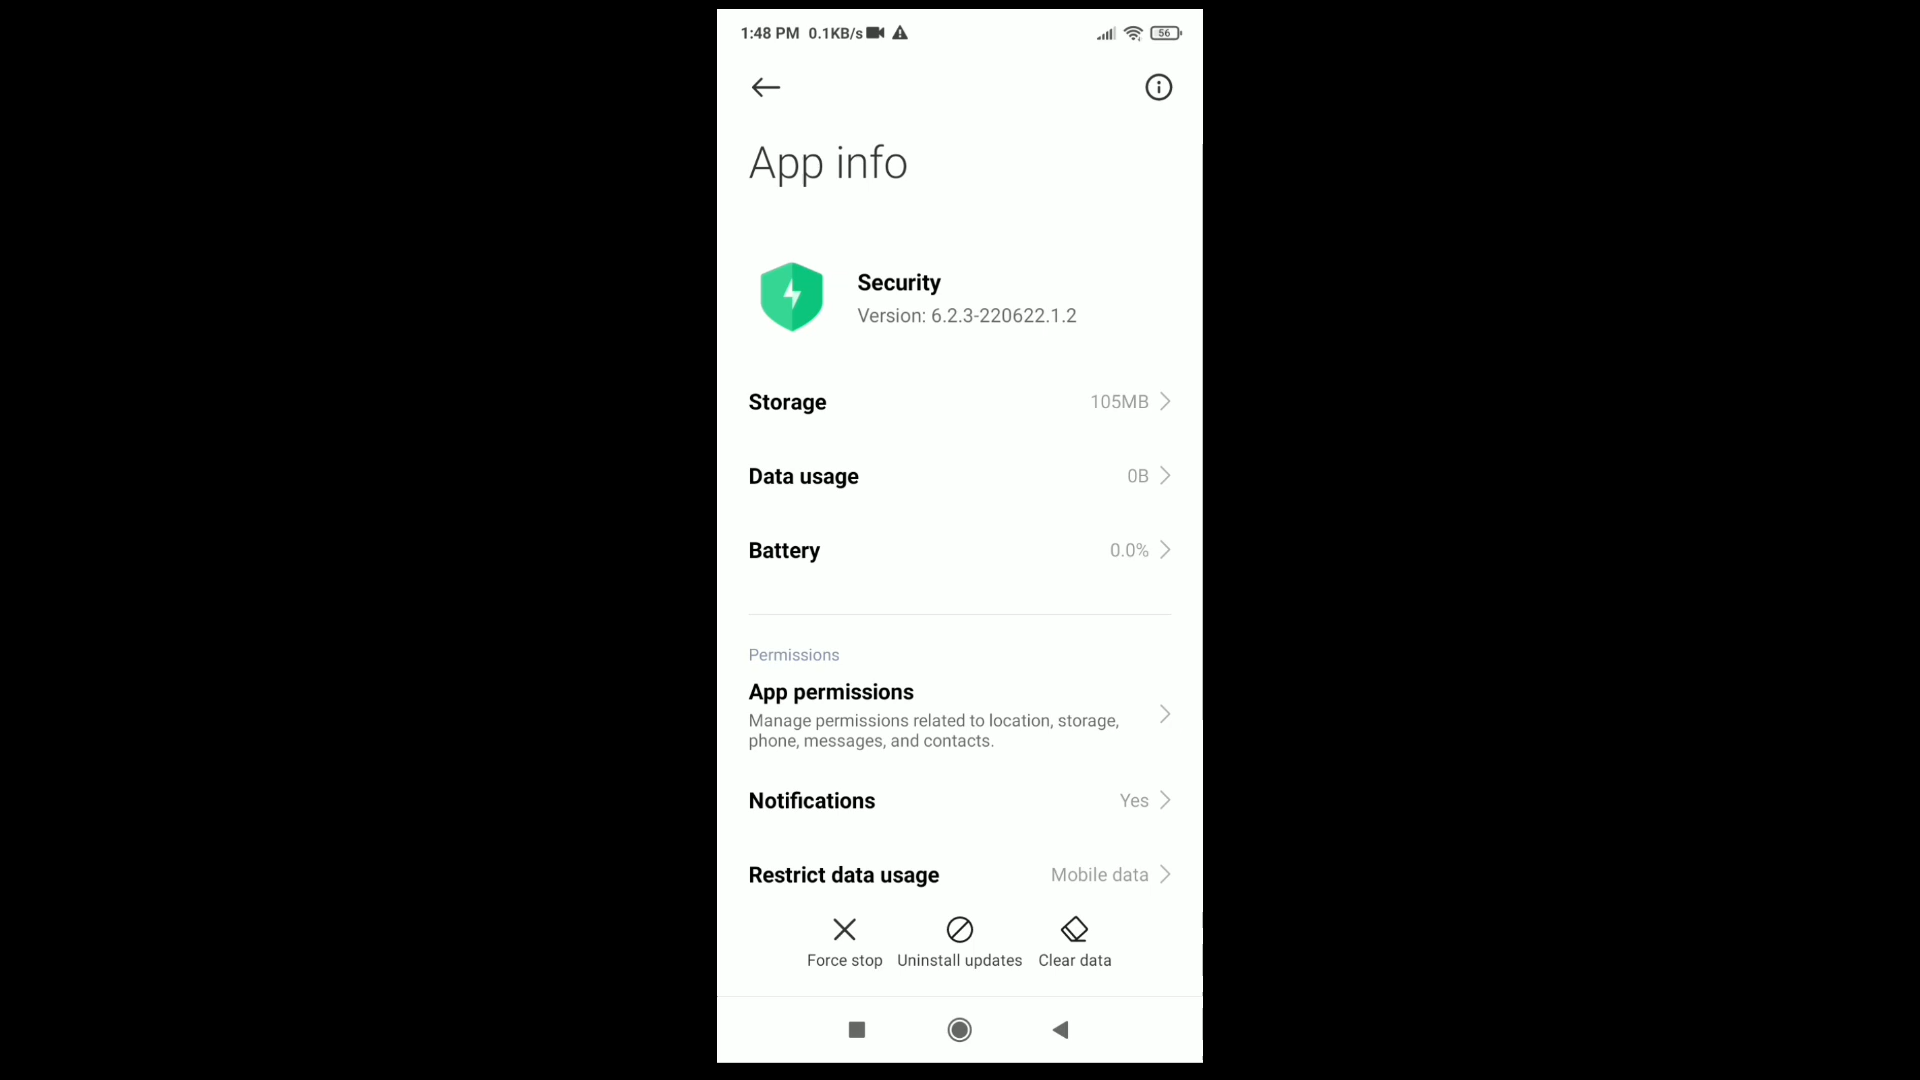 1:48 PM 0.1KB/s 56
App info
Security
Version: 6.2.3-220622.1.2
Storage 105MB
Data usage 0B
Battery 0.0%
Permissions
App permissions
Manage permissions related to location, storage,
phone, messages, and contacts.
Notifications Yes
Restrict data usage Mobile data
Force stop Uninstall updates Clear data